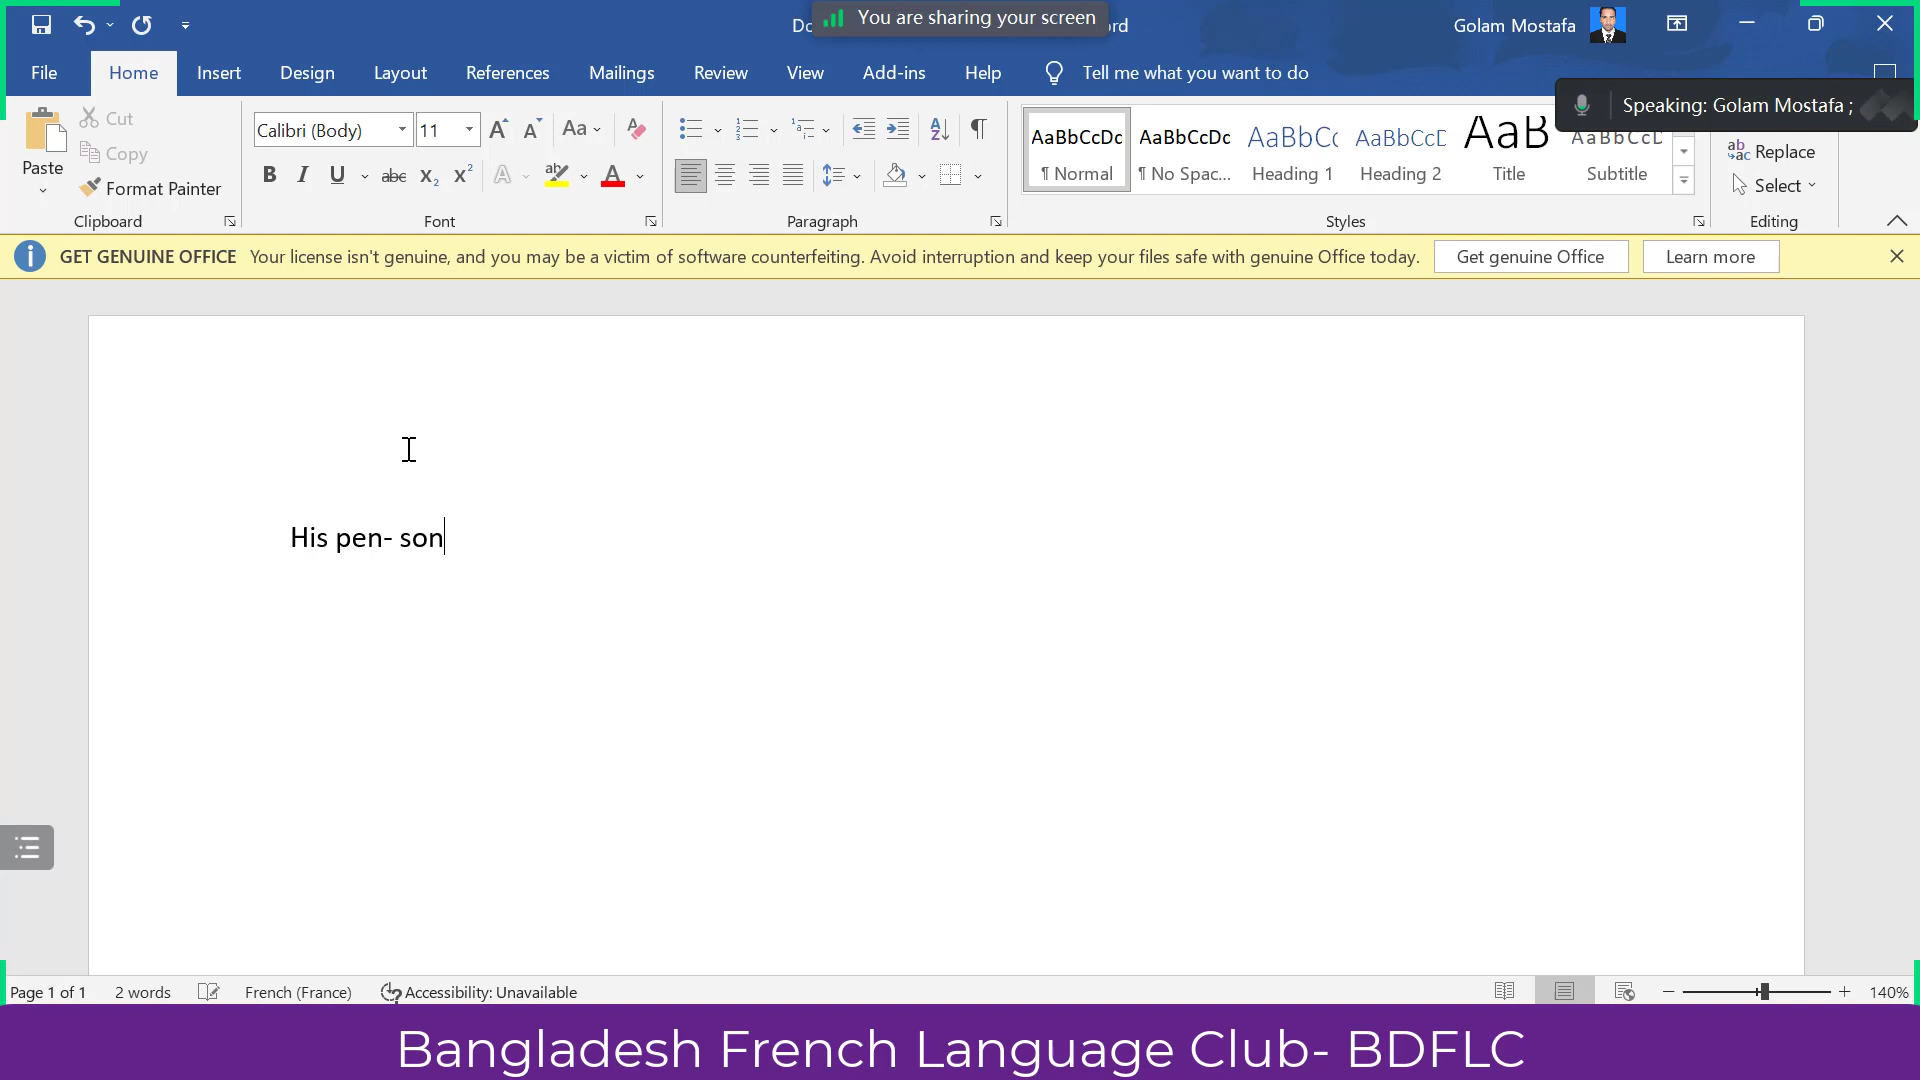 You are sharing your screen
Golam Mostafa
File
Home
Insert
Design
Layout
References
Mailings
Review
View
Add-ins
Help
Tell me what you want to do
Speaking: Golam Mostafa ;
Paste
Cut
Copy
Format Painter
Clipboard
Calibri (Body)
11
Font
Paragraph
AaBbCcDc
¶ Normal
AaBbCcDc
¶ No Spac...
AaBbCc
Heading 1
AaBbCcD
Heading 2
AaB
Title
AaBbCcD
Subtitle
Styles
Replace
Select
Editing
GET GENUINE OFFICE Your license isn't genuine, and you may be a victim of software counterfeiting. Avoid interruption and keep your files safe with genuine Office today.
Get genuine Office
Learn more
His pen- son
Page 1 of 1
2 words
French (France)
Accessibility: Unavailable
140%
Bangladesh French Language Club- BDFLC